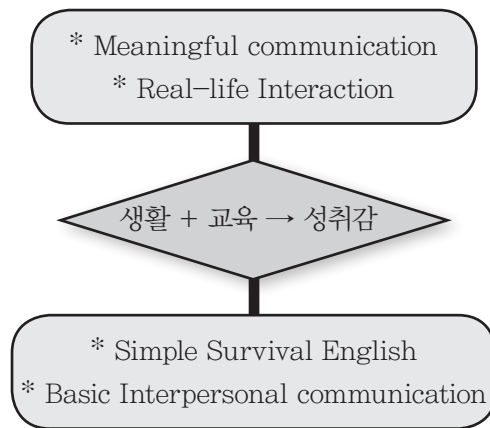 * Meaningful communication
* Real-life Interaction
생활 + 교육 → 성취감
* Simple Survival English
* Basic Interpersonal communication